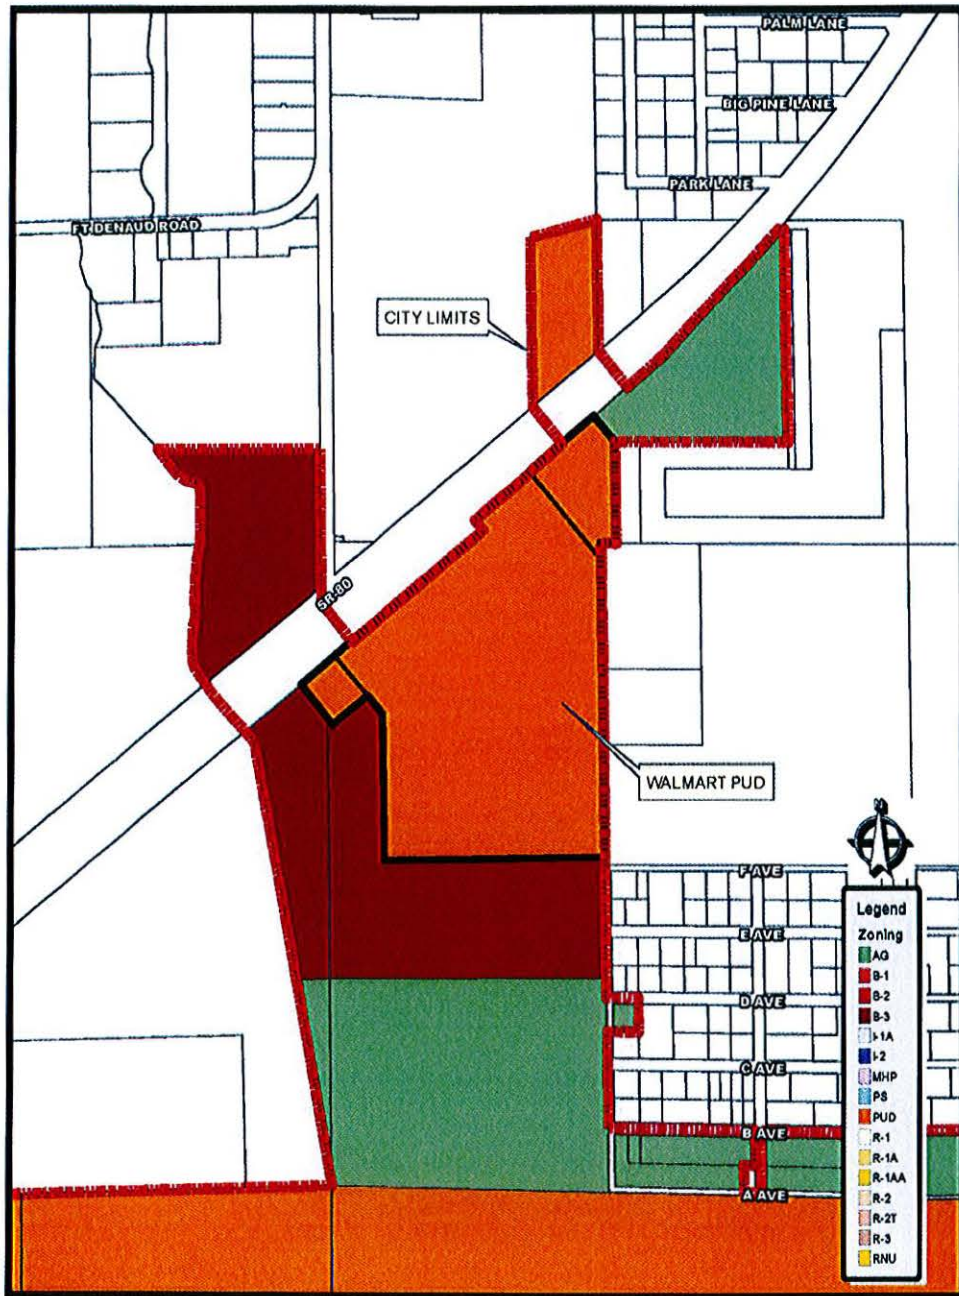 PALM LANE
BIG PINE LANE
PARK LANE
FT DENAUD ROAD
CITY LIMITS
SR-80
WALMART PUD
N
F AVE
E AVE
D AVE
C AVE
B AVE
A AVE
Legend
Zoning
AG
B-1
B-2
B-3
I-1A
I-2
MHP
PS
PUD
R-1
R-1A
R-1AA
R-2
R-2T
R-3
RNU